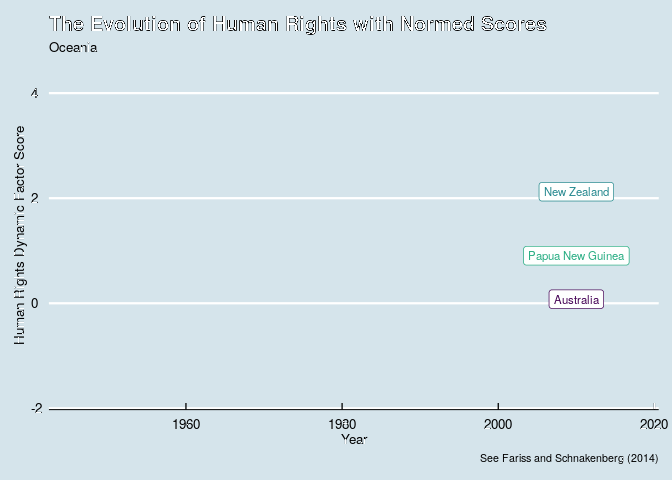 The Evolution of Human Rights with Normed Scores
Oceania
Human Rights Dynamic Factor Score
4
2
0
-2
New Zealand
Papua New Guinea
Australia
1960
1980
2000
2020
Year
See Fariss and Schnakenberg (2014)